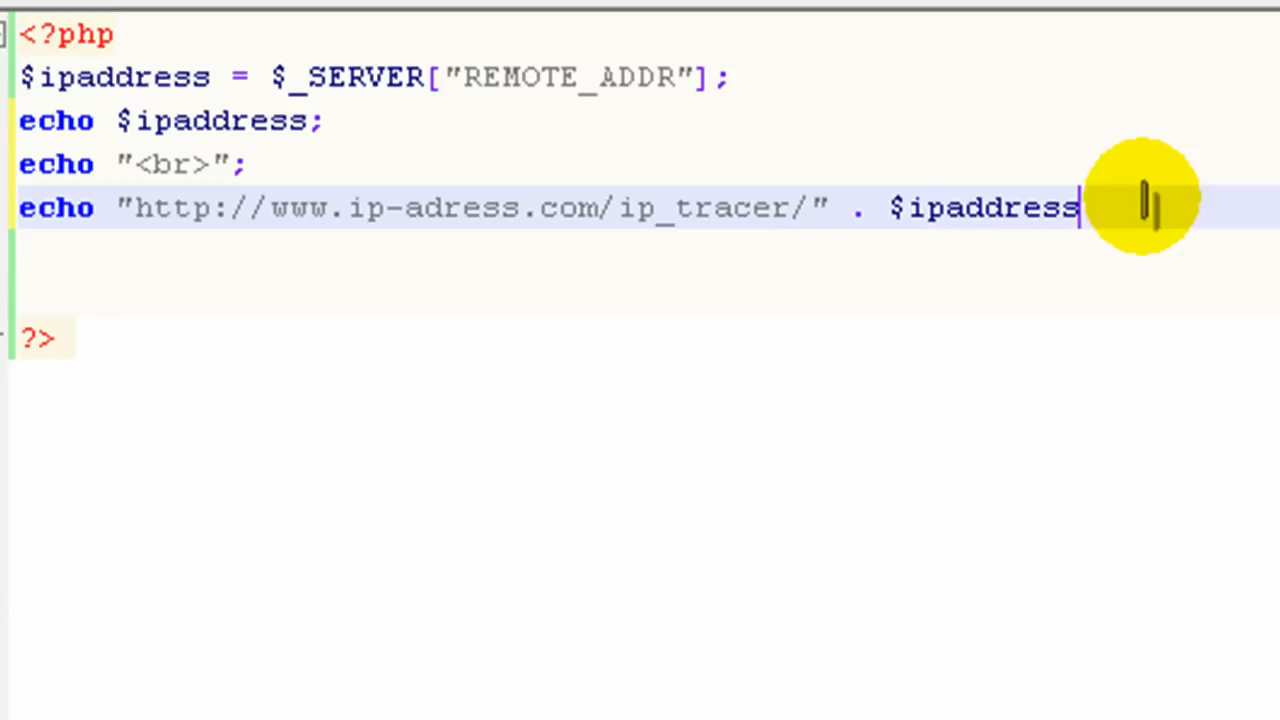 <?php
$ipaddress = $_SERVER["REMOTE_ADDR"];
echo $ipaddress;
echo "<br>";
echo "http://www.ip-adress.com/ip_tracer/" . $ipaddress
?>